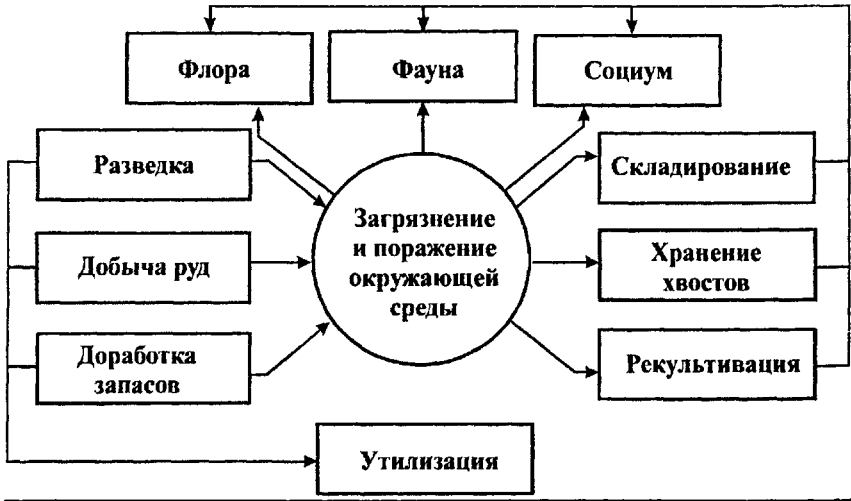 Флора
Фауна
Социум
Разведка
Складирование
Загрязнение
и поражение
окружающей
среды
Добыча руд
Хранение
хвостов
Доработка
запасов
Рекультивация
Утилизация